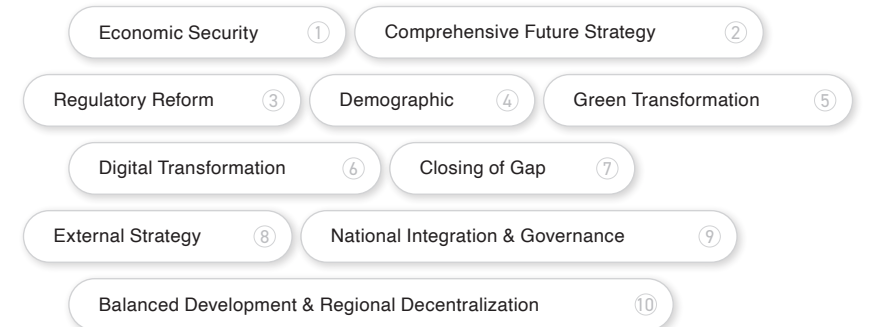 Economic Security ① Comprehensive Future Strategy ②
Regulatory Reform ③ Demographic ④ Green Transformation ⑤
Digital Transformation ⑥ Closing of Gap ⑦
External Strategy ⑧ National Integration & Governance ⑨
Balanced Development & Regional Decentralization ⑩